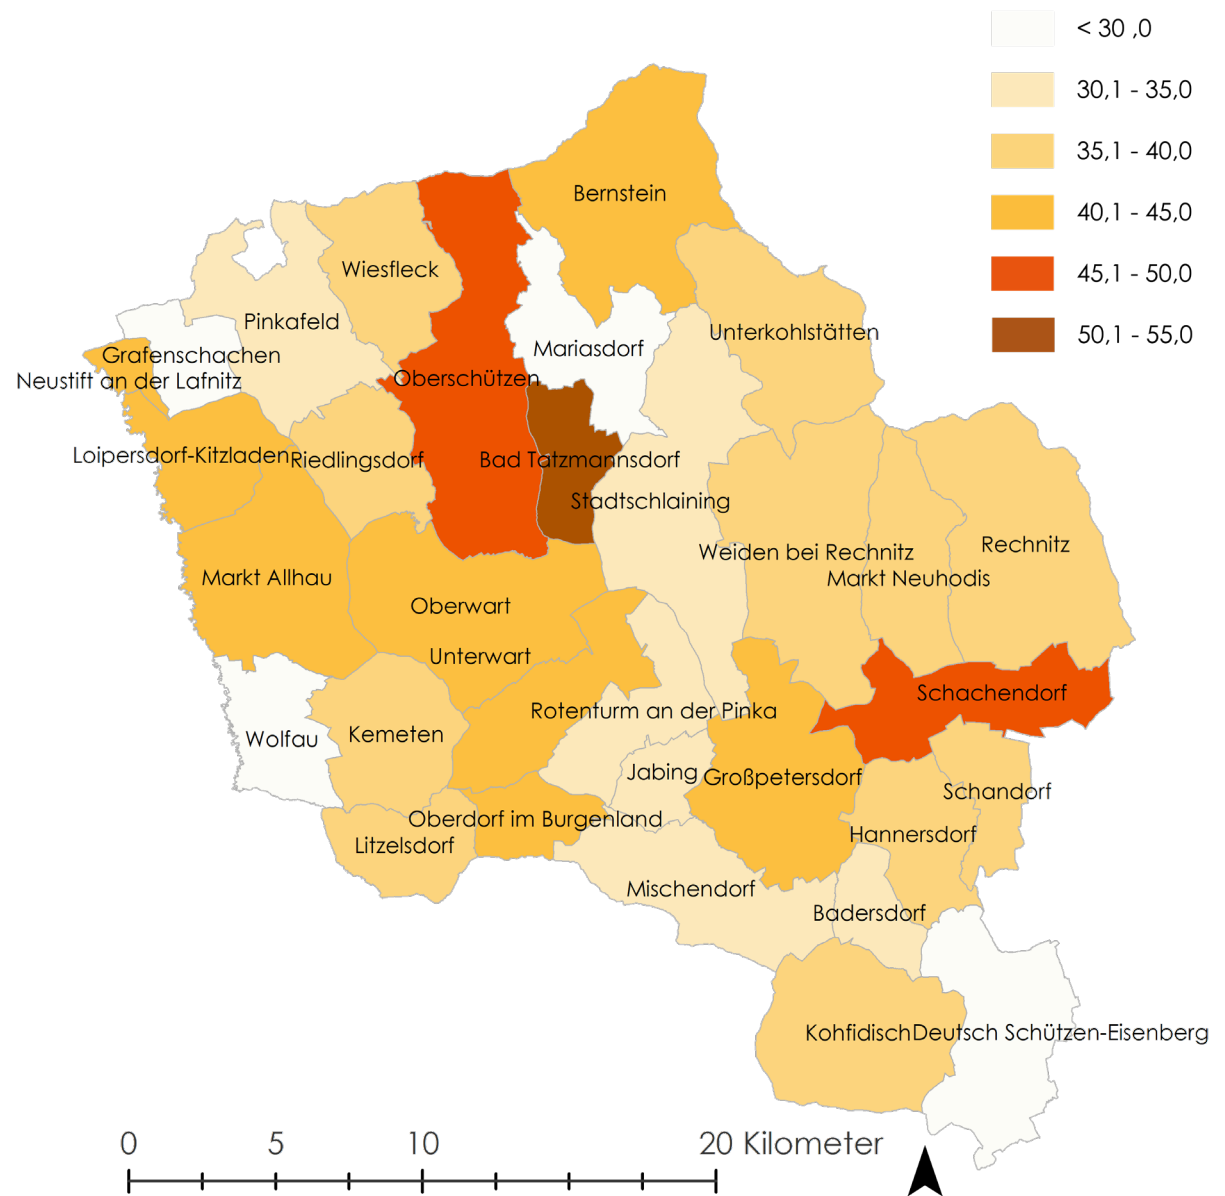 < 30 ,0
30,1 - 35,0
35,1 - 40,0
40,1 - 45,0
45,1 - 50,0
50,1 - 55,0
Bernstein
Wiesfleck
Pinkafeld
Unterkohlstätten
Mariasdorf
Grafenschachen
Neustift an der Lafnitz
Oberschützen
Loipersdorf-Kitzladen
Riedlingsdorf
Bad Tatzmannsdorf
Stadtschlaining
Rechnitz
Weiden bei Rechnitz
Markt Neuhodis
Markt Allhau
Oberwart
Unterwart
Schachendorf
Rotenturm an der Pinka
Wolfau
Kemeten
Jabing
Großpetersdorf
Schandorf
Oberdorf im Burgenland
Hannersdorf
Litzelsdorf
Mischendorf
Badersdorf
Kohfidisch
Deutsch Schützen-Eisenberg
0 5 10 20 Kilometer